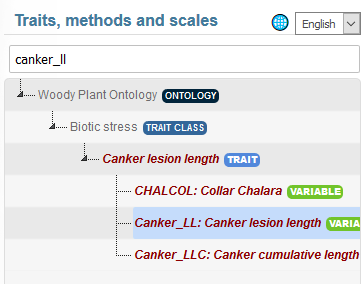 Traits, methods and scales
English
canker_ll
Woody Plant Ontology ONTOLOGY
Biotic stress TRAIT CLASS
Canker lesion length TRAIT
CHALCOL: Collar Chalara VARIABLE
Canker_LL: Canker lesion length VARIA
Canker_LLC: Canker cumulative length